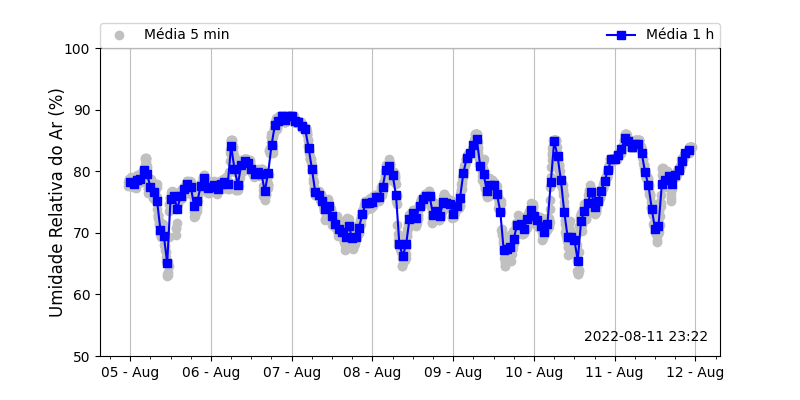 Média 5 min
Média 1 h
Umidade Relativa do Ar (%)
100
90
80
70
60
50
2022-08-11 23:22
05 - Aug
06 - Aug
07 - Aug
08 - Aug
09 - Aug
10 - Aug
11 - Aug
12 - Aug